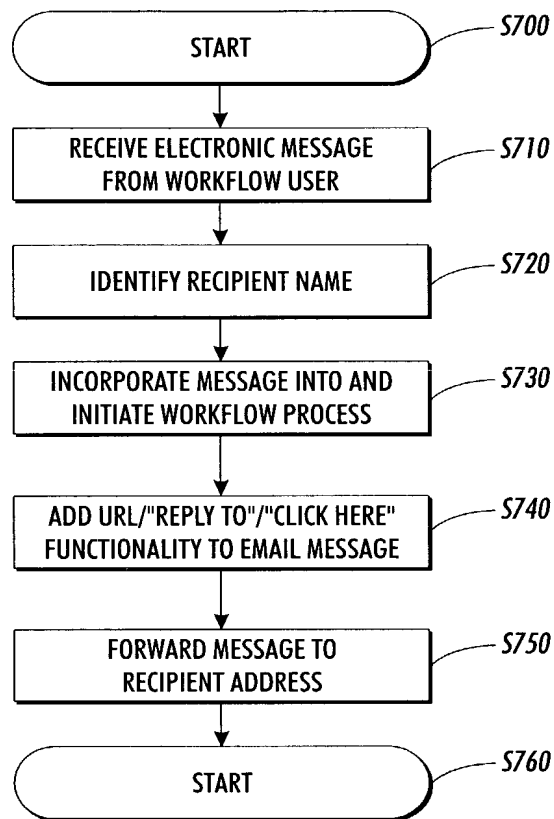 START
S700
RECEIVE ELECTRONIC MESSAGE
FROM WORKFLOW USER
S710
IDENTIFY RECIPIENT NAME
S720
INCORPORATE MESSAGE INTO AND
INITIATE WORKFLOW PROCESS
S730
ADD URL/"REPLY TO"/"CLICK HERE"
FUNCTIONALITY TO EMAIL MESSAGE
S740
FORWARD MESSAGE TO
RECIPIENT ADDRESS
S750
START
S760